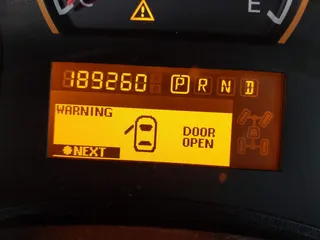 E
189260 P R N D
WARNING
DOOR
OPEN
NEXT